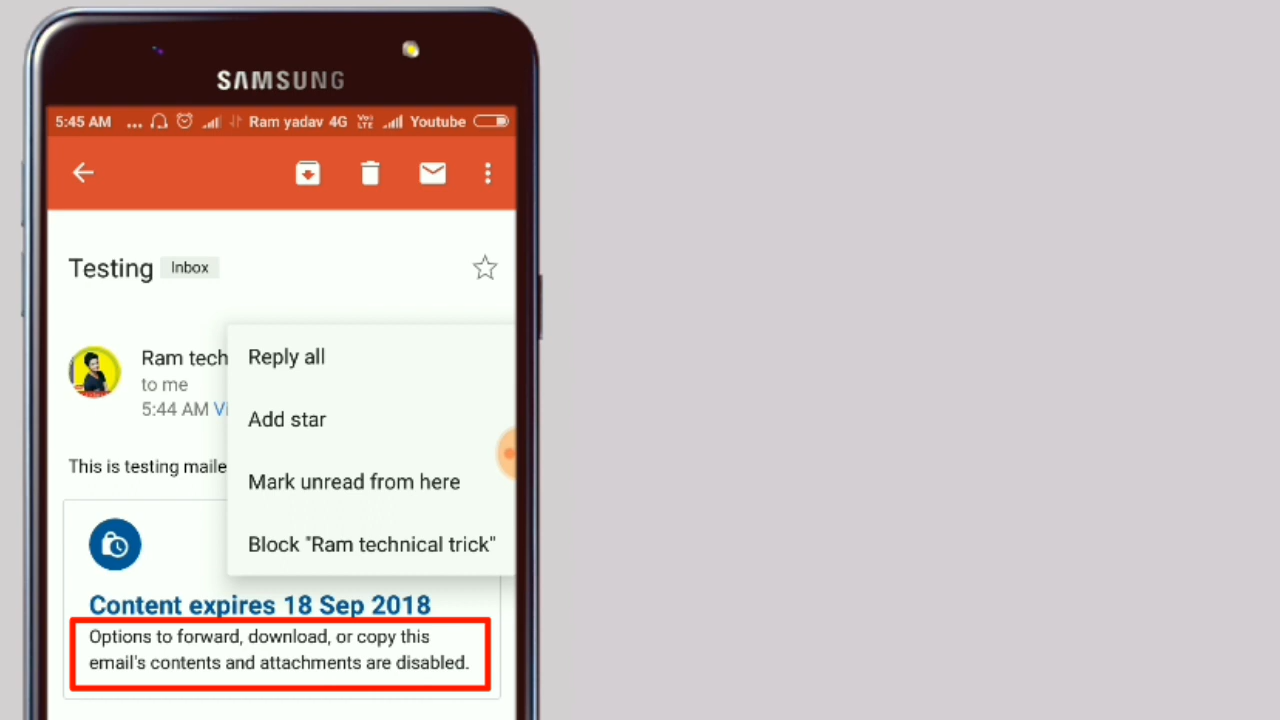 SAMSUNG
5:45 AM ... Ram yadav 4G VoLTE Youtube
Testing Inbox
Ram tech
to me
5:44 AM Vi
Reply all
Add star
Mark unread from here
Block "Ram technical trick"
This is testing maile
Content expires 18 Sep 2018
Options to forward, download, or copy this
email's contents and attachments are disabled.